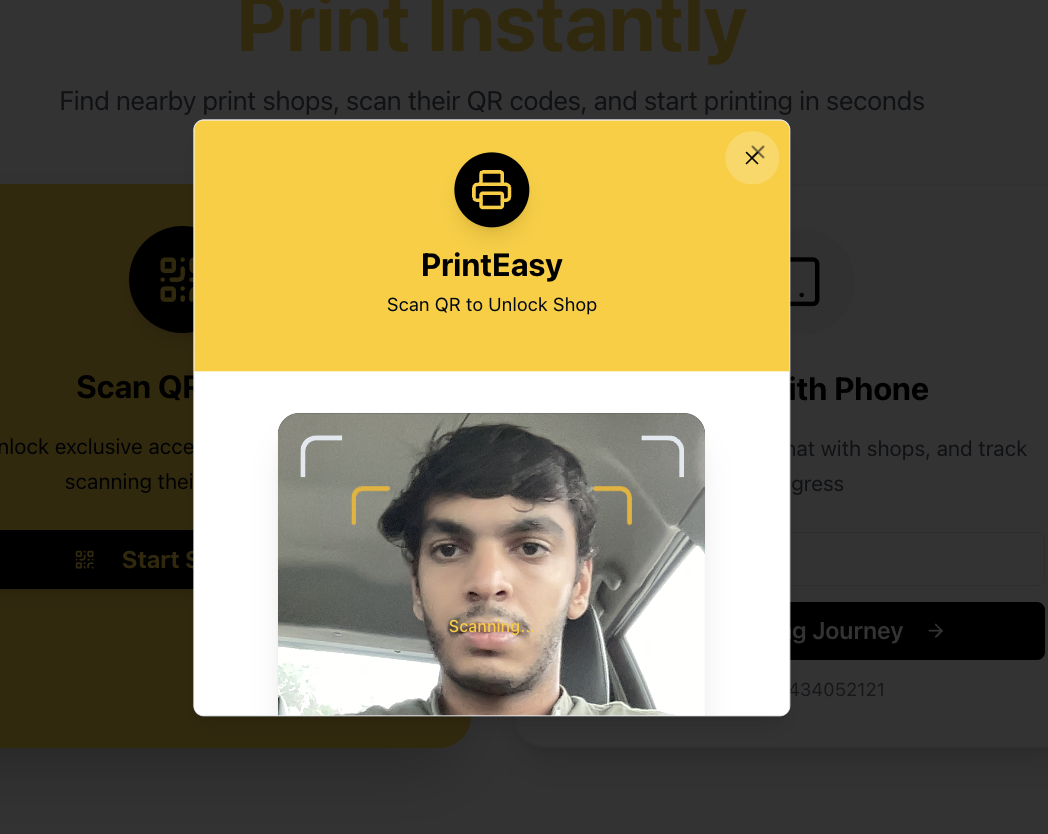 Print Instantly
Find nearby print shops, scan their QR codes, and start printing in seconds
PrintEasy
Scan QR to Unlock Shop
Scanning..
Scan QR
nlock exclusive acce
scanning thei
Start S
ith Phone
hat with shops, and track
gress
g Journey
434052121